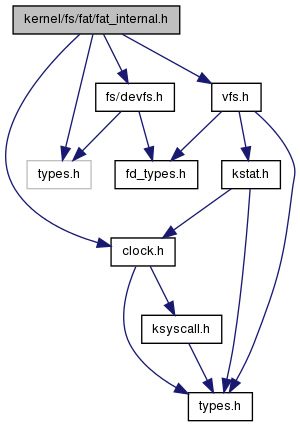 kernel/fs/fat/fat_internal.h
fs/devfs.h
vfs.h
types.h
fd_types.h
kstat.h
clock.h
ksyscall.h
types.h